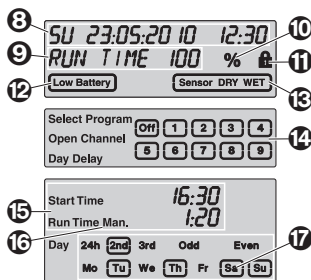 8 SU 23:05:20 10 12:30 10
9 RUN TIME 100 % 11
12 Low Battery Sensor DRY WET 13
Select Program Off 1 2 3 4
Open Channel 14
Day Delay 5 6 7 8 9
Start Time 16:30
15 Run Time Man. 1:20
16
Day 24h 2nd 3rd Odd Even 17
Mo Tu We Th Fr Sa Su